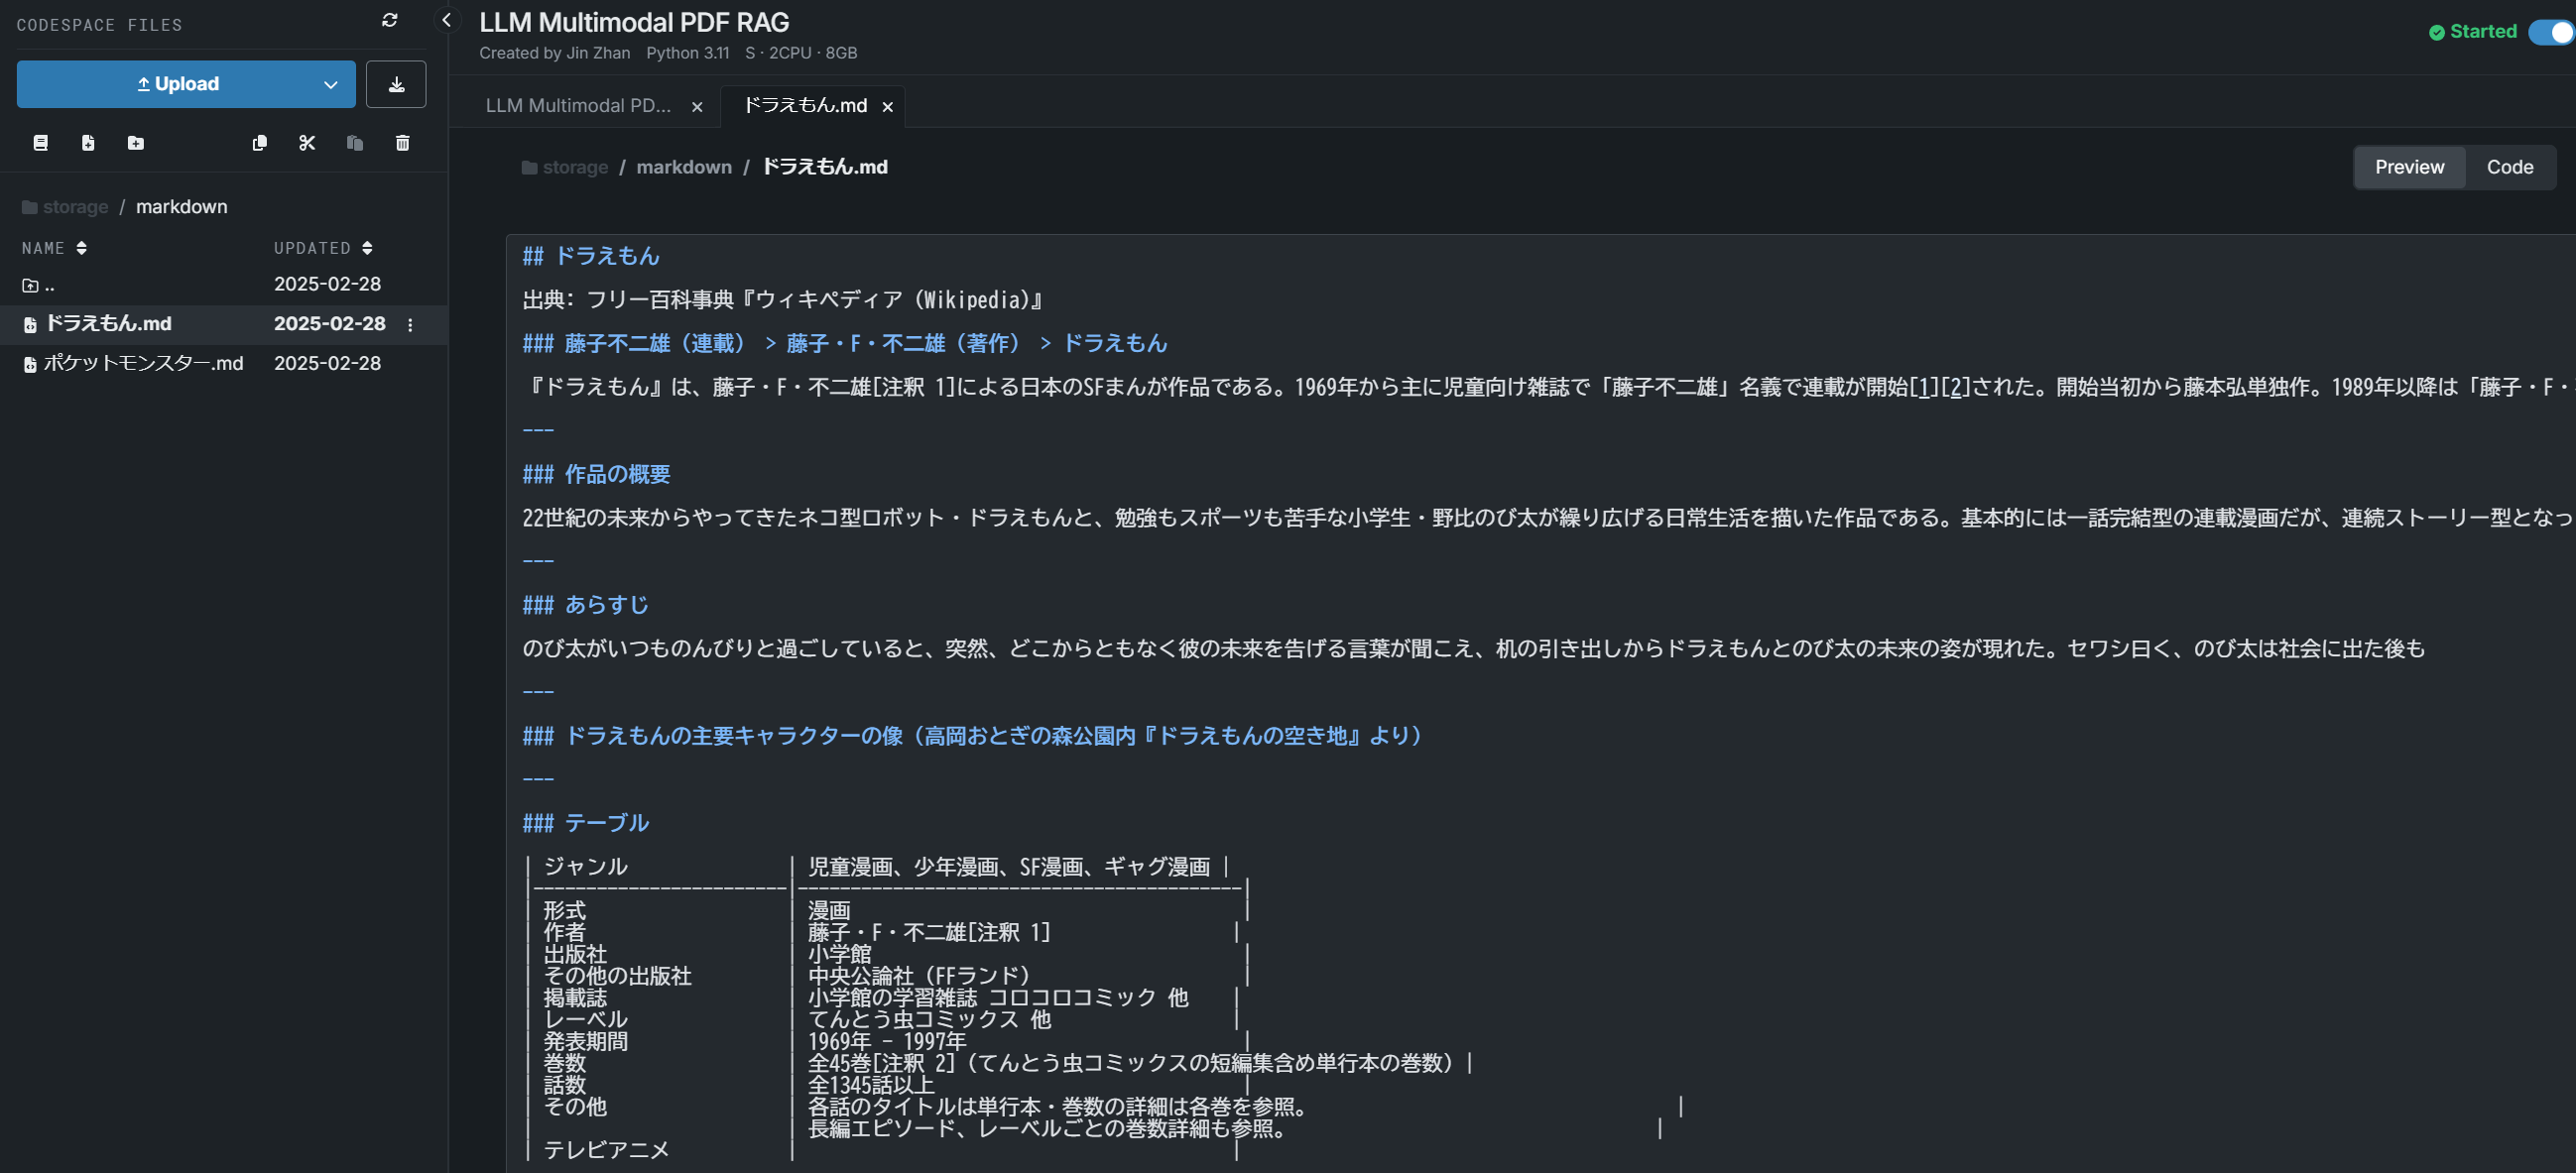 CODESPACE FILES
Upload
storage / markdown
NAME UPDATED
.. 2025-02-28
ドラえもん.md 2025-02-28
ポケットモンスター.md 2025-02-28
LLM Multimodal PDF RAG
Created by Jin Zhan Python 3.11 S · 2CPU · 8GB
Started
LLM Multimodal PD... × ドラえもん.md ×
storage / markdown / ドラえもん.md
Preview Code
## ドラえもん
出典: フリー百科事典『ウィキペディア (Wikipedia)』
### 藤子不二雄（連載） > 藤子・F・不二雄（著作） > ドラえもん
『ドラえもん』は、藤子・F・不二雄[注釈 1]による日本のSFまんが作品である。1969年から主に児童向け雑誌で「藤子不二雄」名義で連載が開始[1][2]された。開始当初から藤本弘単独作。1989年以降は「藤子・F・
---
### 作品の概要
22世紀の未来からやってきたネコ型ロボット・ドラえもんと、勉強もスポーツも苦手な小学生・野比のび太が繰り広げる日常生活を描いた作品である。基本的には一話完結型の連載漫画だが、連続ストーリー型となっ
---
### あらすじ
のび太がいつものんびりと過ごしていると、突然、どこからともなく彼の未来を告げる言葉が聞こえ、机の引き出しからドラえもんとのび太の未来の姿が現れた。セワシ曰く、のび太は社会に出た後も
---
### ドラえもんの主要キャラクターの像（高岡おとぎの森公園内『ドラえもんの空き地』より）
---
### テーブル
| ジャンル | 児童漫画、少年漫画、SF漫画、ギャグ漫画 |
|------------------------|------------------------------------------|
| 形式 | 漫画 |
| 作者 | 藤子・F・不二雄[注釈 1] |
| 出版社 | 小学館 |
| その他の出版社 | 中央公論社（FFランド） |
| 掲載誌 | 小学館の学習雑誌 コロコロコミック 他 |
| レーベル | てんとう虫コミックス 他 |
| 発表期間 | 1969年 - 1997年 |
| 巻数 | 全45巻[注釈 2]（てんとう虫コミックスの短編集含め単行本の巻数）|
| 話数 | 全1345話以上 |
| その他 | 各話のタイトルは単行本・巻数の詳細は各巻を参照。 |
| | 長編エピソード、レーベルごとの巻数詳細も参照。 |
| テレビアニメ | |